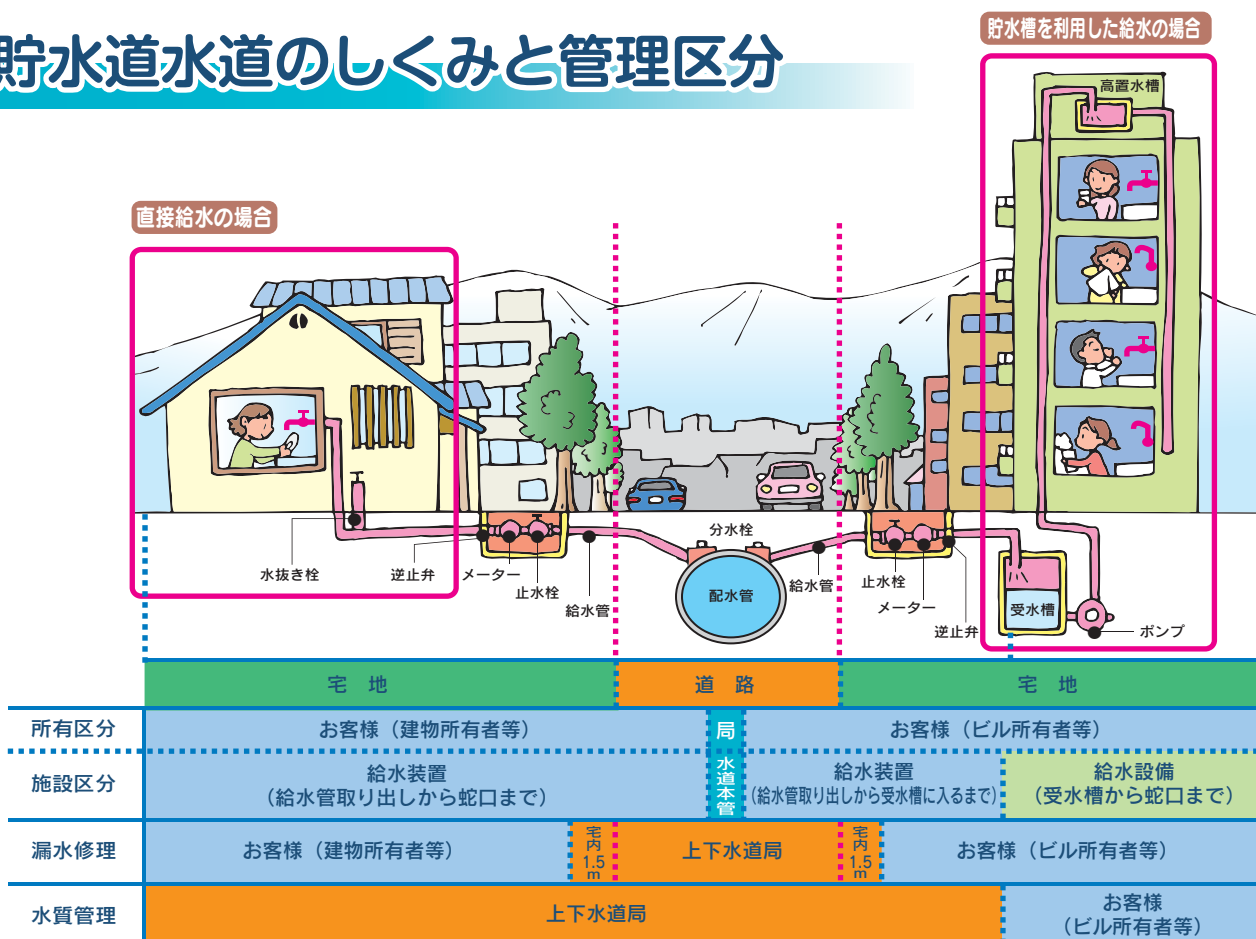 貯水道水道のしくみと管理区分
貯水槽を利用した給水の場合
高置水槽
直接給水の場合
水抜き栓
逆止弁
メーター
止水栓
給水管
分水栓
配水管
給水管
止水栓
メーター
逆止弁
受水槽
ポンプ
宅 地
道 路
宅 地
所有区分
お客様（建物所有者等）
局
お客様（ビル所有者等）
施設区分
給水装置
（給水管取り出しから蛇口まで）
水道本管
給水装置
（給水管取り出しから受水槽に入るまで）
給水設備
（受水槽から蛇口まで）
漏水修理
お客様（建物所有者等）
宅内1.5m
上下水道局
宅内1.5m
お客様（ビル所有者等）
水質管理
上下水道局
お客様
（ビル所有者等）